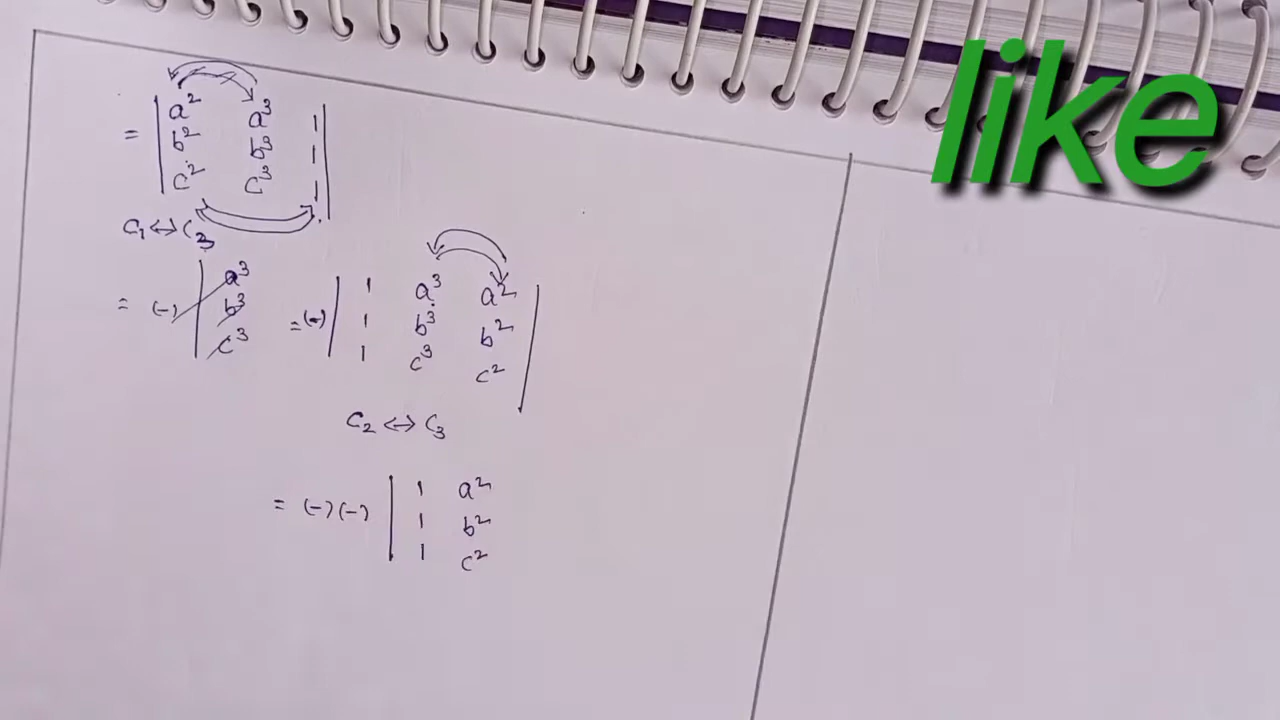 like
= | a² a³ 1 |
| b² b³ 1 |
| c² c³ 1 |
C₁ ↔ C₃
= (-) | a³
| b³
| c³
= (-) | 1 a³ a² |
| 1 b³ b² |
| 1 c³ c² |
C₂ ↔ C₃
= (-) (-) | 1 a²
| 1 b²
| 1 c²